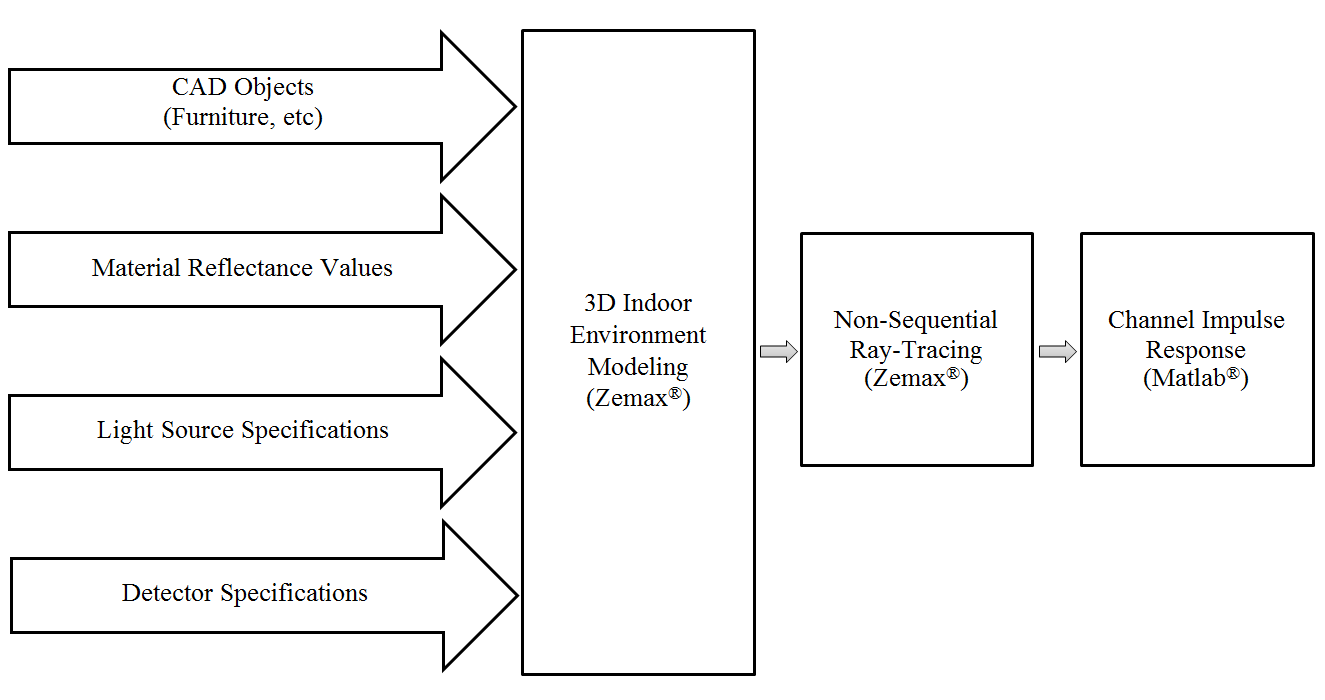 CAD Objects
(Furniture, etc)
Material Reflectance Values
Light Source Specifications
Detector Specifications
3D Indoor
Environment
Modeling
(Zemax®)
Non-Sequential
Ray-Tracing
(Zemax®)
Channel Impulse
Response
(Matlab®)